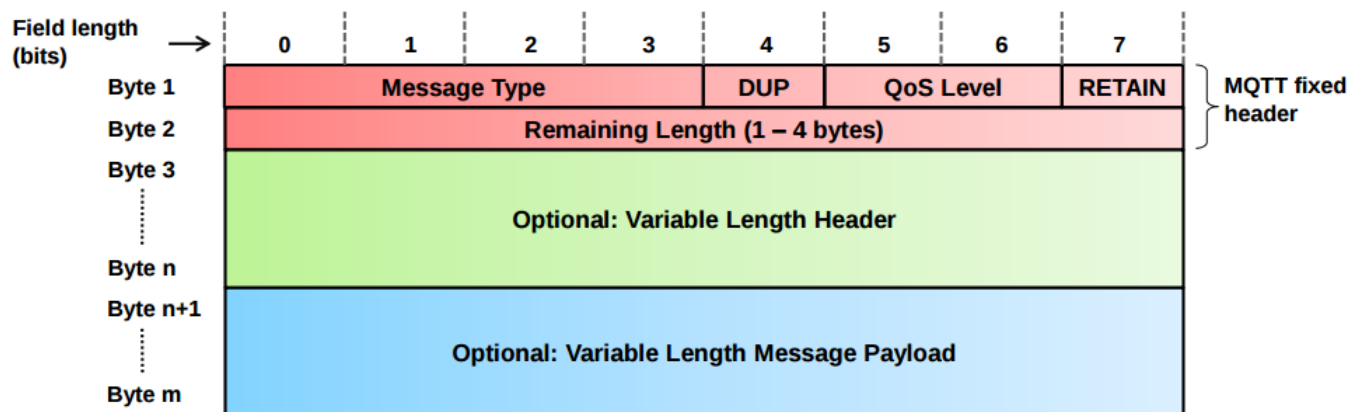 Field length
(bits)
0 1 2 3 4 5 6 7
Byte 1 Message Type DUP QoS Level RETAIN
MQTT fixed
header
Byte 2 Remaining Length (1 – 4 bytes)
Byte 3
Optional: Variable Length Header
Byte n
Byte n+1
Optional: Variable Length Message Payload
Byte m